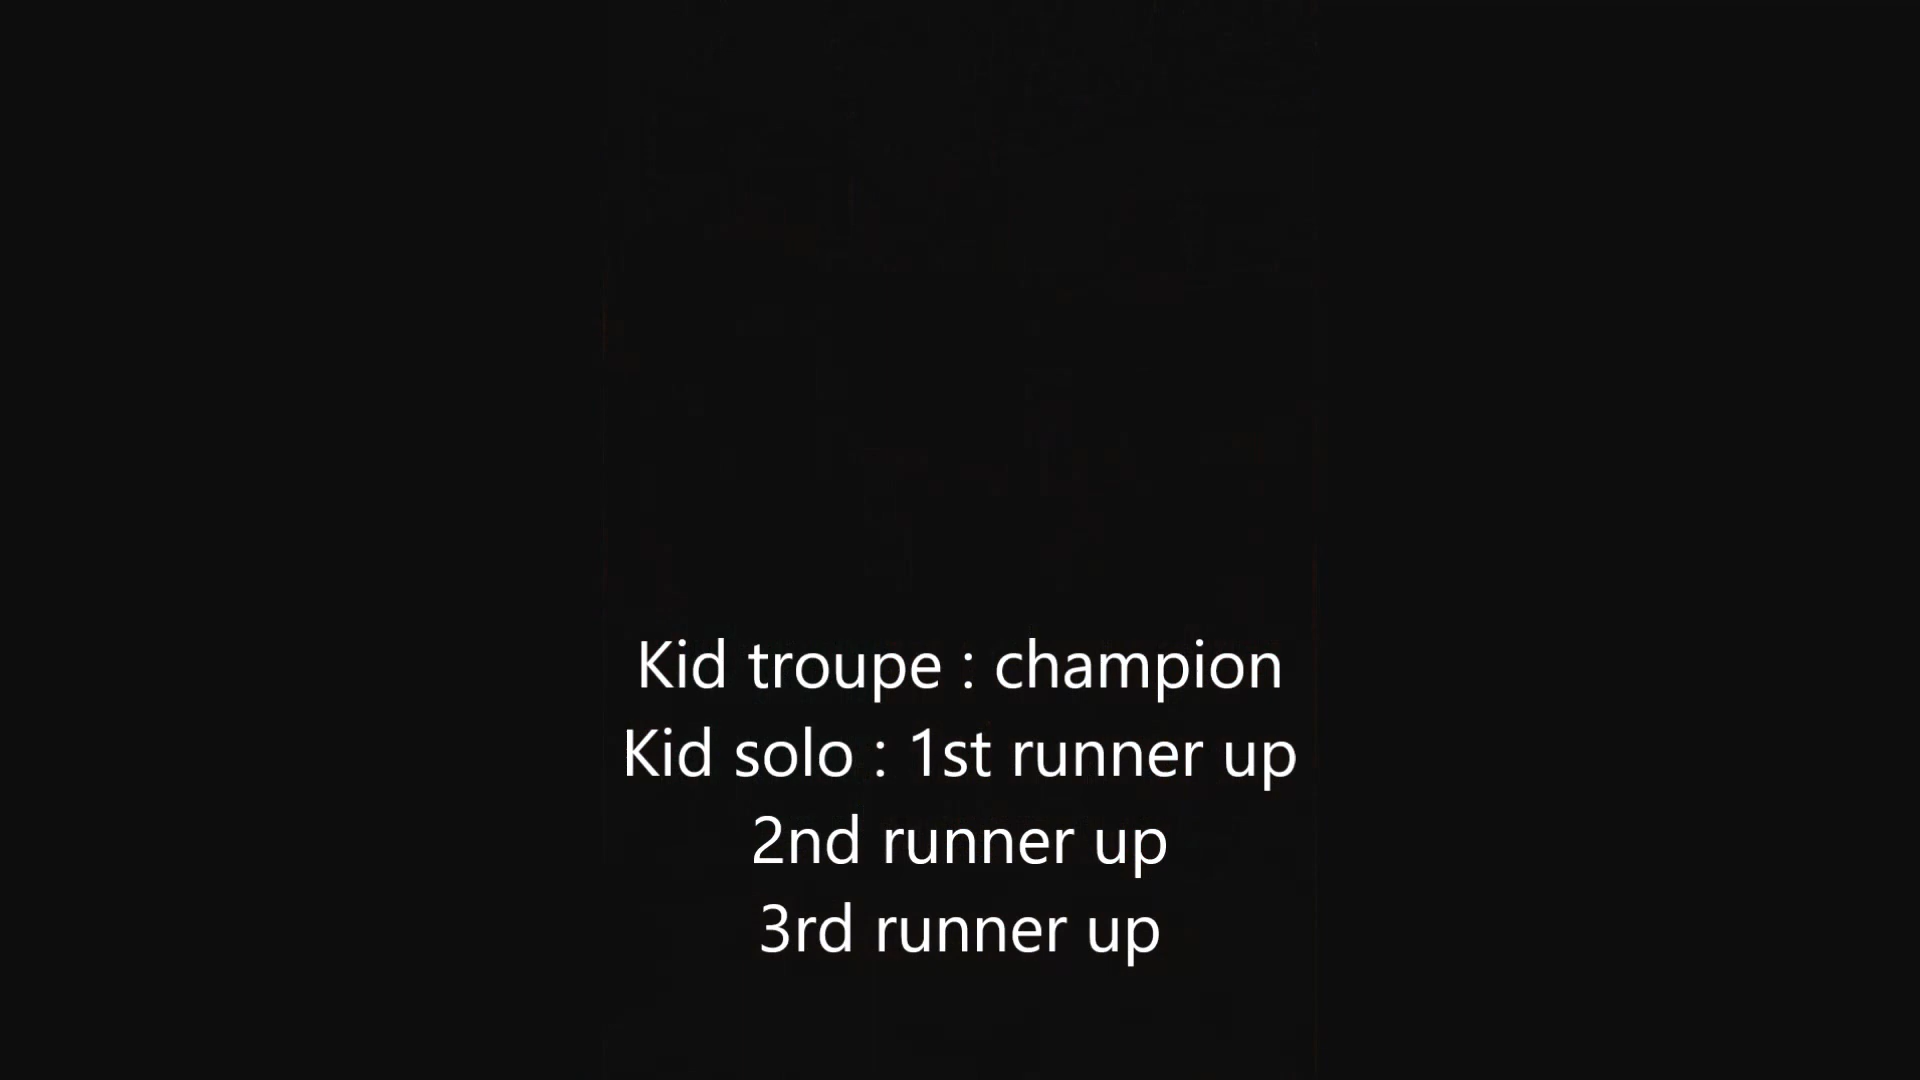 Kid troupe : champion
Kid solo : 1st runner up
2nd runner up
3rd runner up